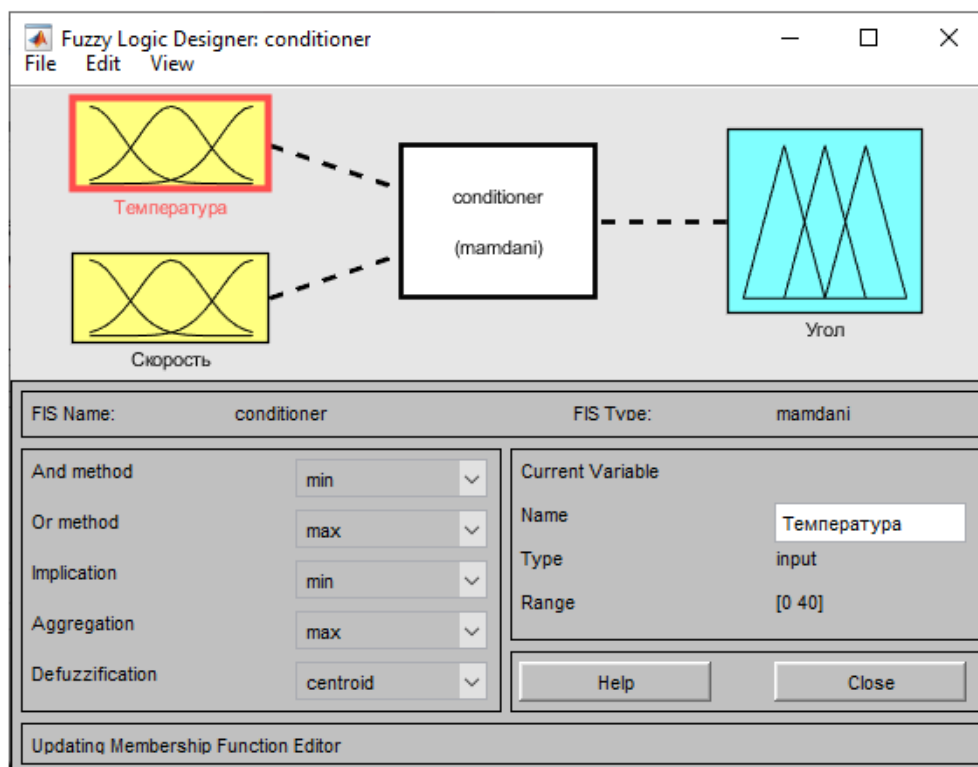 Fuzzy Logic Designer: conditioner
File Edit View
Температура
Скорость
conditioner
(mamdani)
Угол
FIS Name: conditioner FIS Type: mamdani
And method min
Or method max
Implication min
Aggregation max
Defuzzification centroid
Current Variable
Name Температура
Type input
Range [0 40]
Help Close
Updating Membership Function Editor